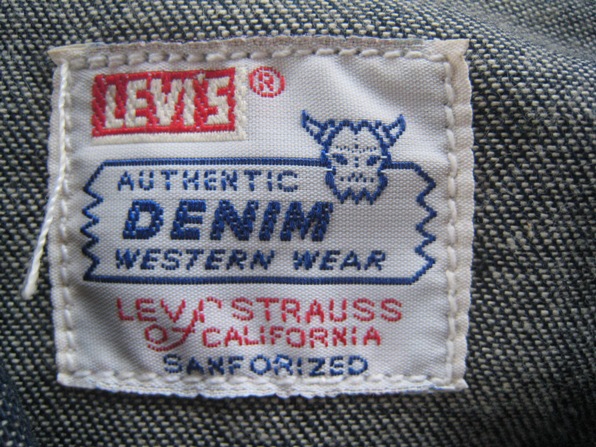 LEVI'S ®
AUTHENTIC
DENIM
WESTERN WEAR
LEVI STRAUSS
of CALIFORNIA
SANFORIZED